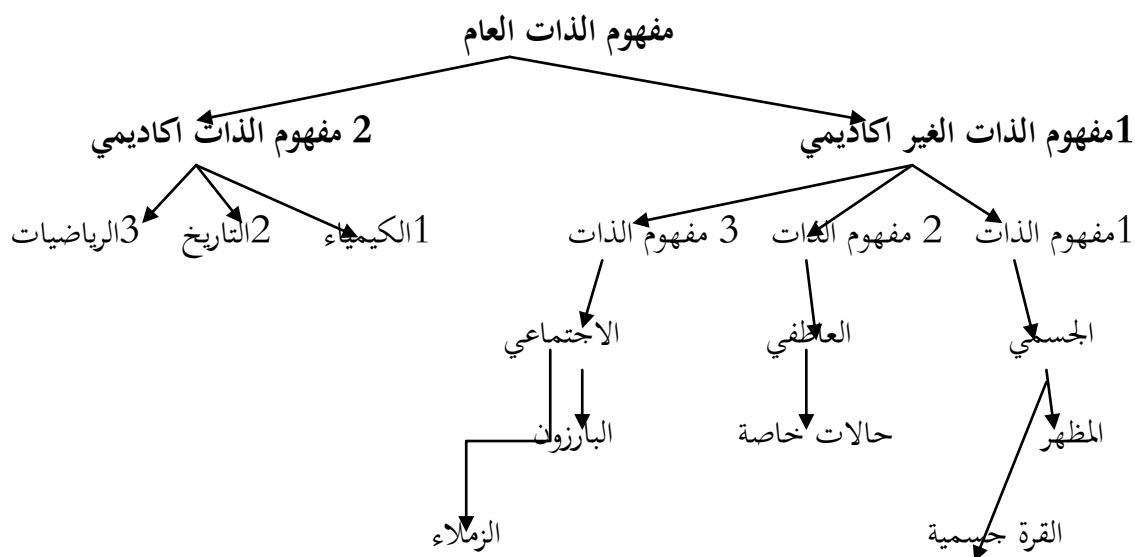 مفهوم الذات العام
1مفهوم الذات الغير اكاديمي 2 مفهوم الذات اكاديمي
1مفهوم الذات 2 مفهوم الذات 3 مفهوم الذات 1الكيمياء 2التاريخ 3الرياضيات
الجسمي العاطفي الاجتماعي
المظهر حالات خاصة البارزون
القرة جسمية الزملاء